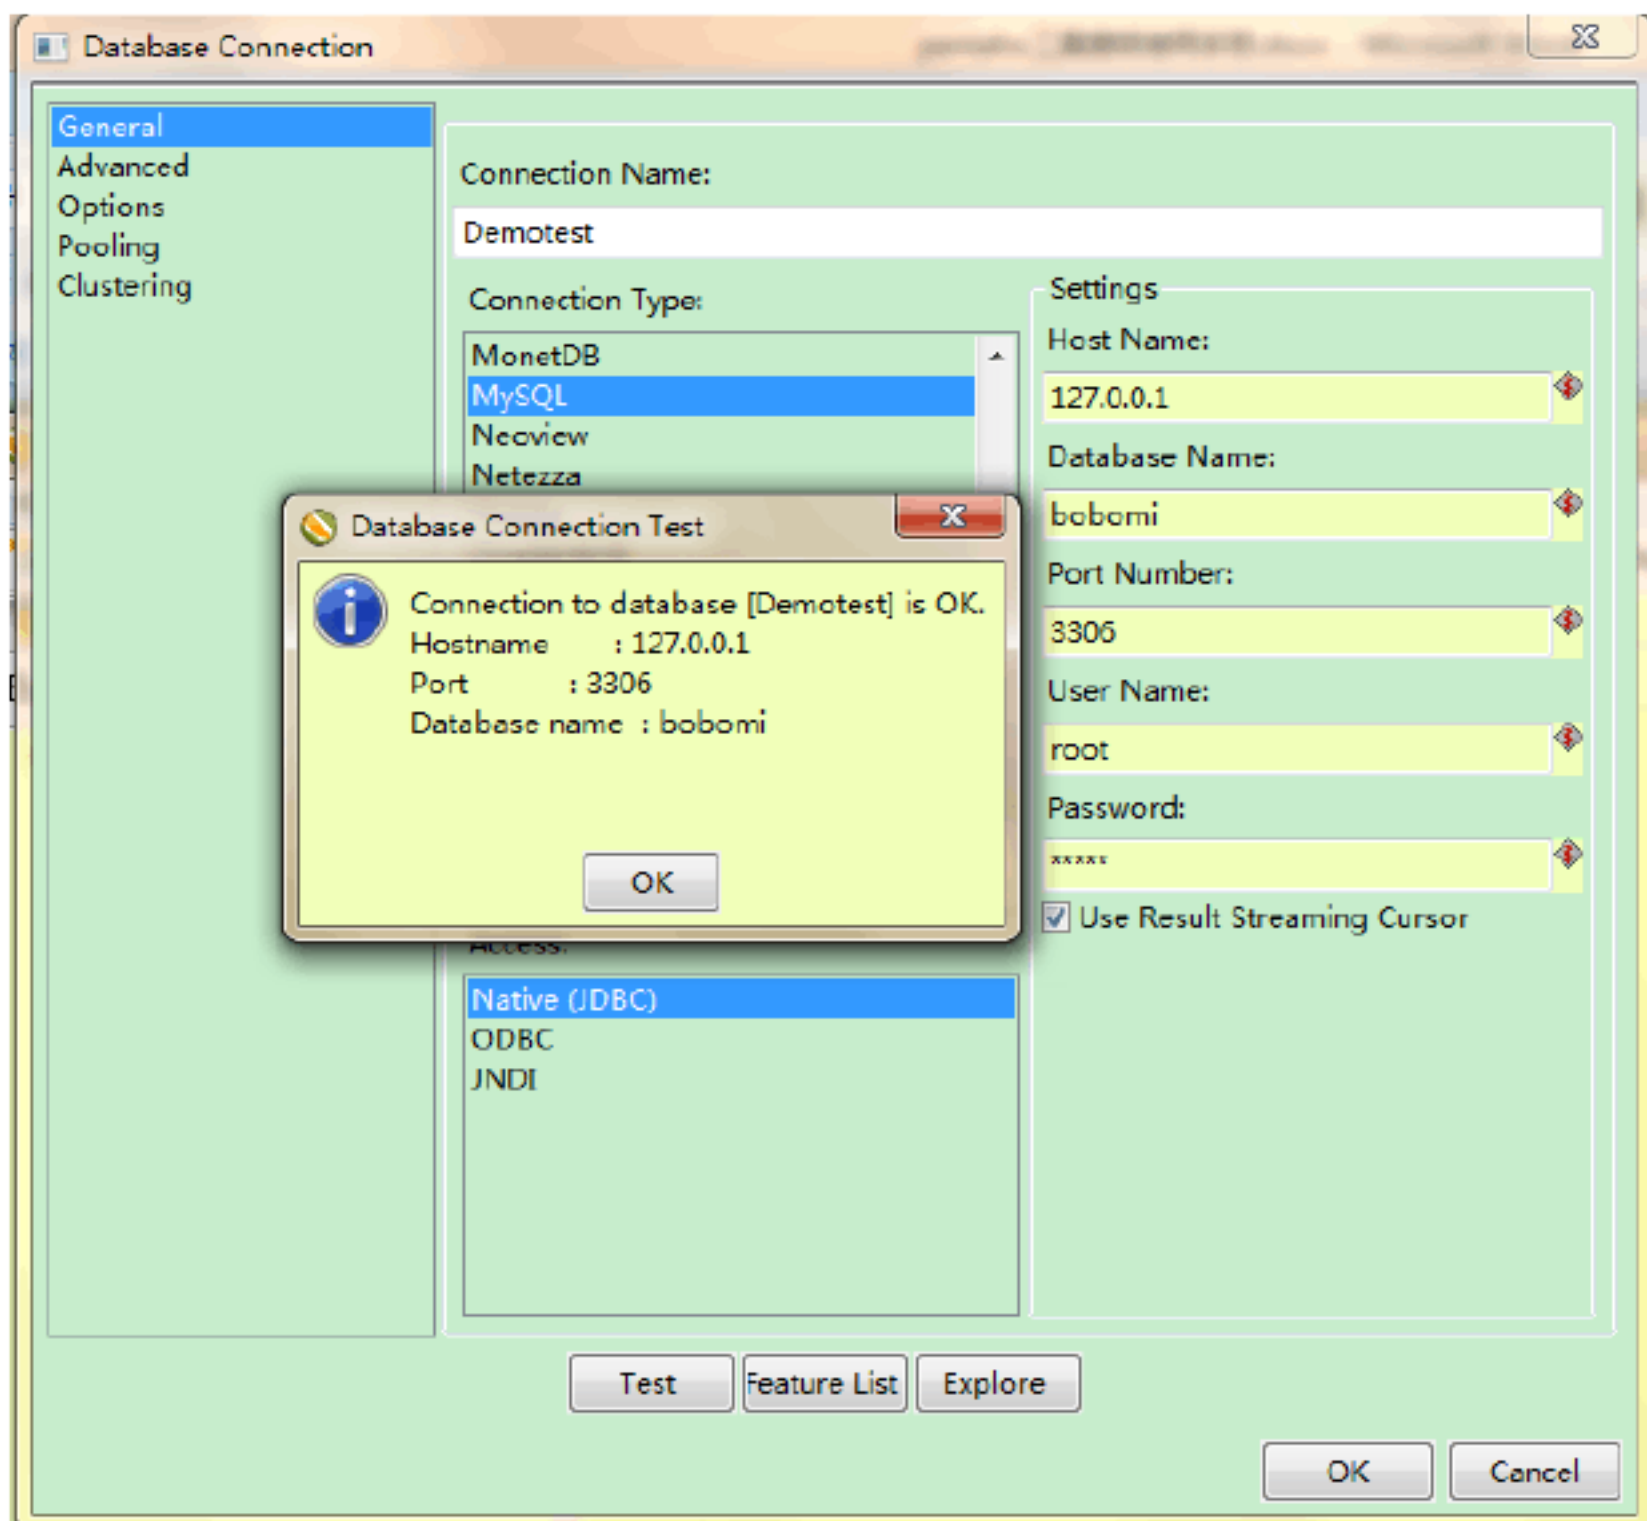 Database Connection
General
Advanced
Options
Pooling
Clustering
Connection Name:
Demotest
Connection Type:
MonetDB
MySQL
Neoview
Netezza
Settings
Host Name:
127.0.0.1
Database Name:
bobomi
Port Number:
3306
User Name:
root
Password:
*****
Use Result Streaming Cursor
Database Connection Test
Connection to database [Demotest] is OK.
Hostname : 127.0.0.1
Port : 3306
Database name : bobomi
OK
Access:
Native (JDBC)
ODBC
JNDI
Test
Feature List
Explore
OK
Cancel